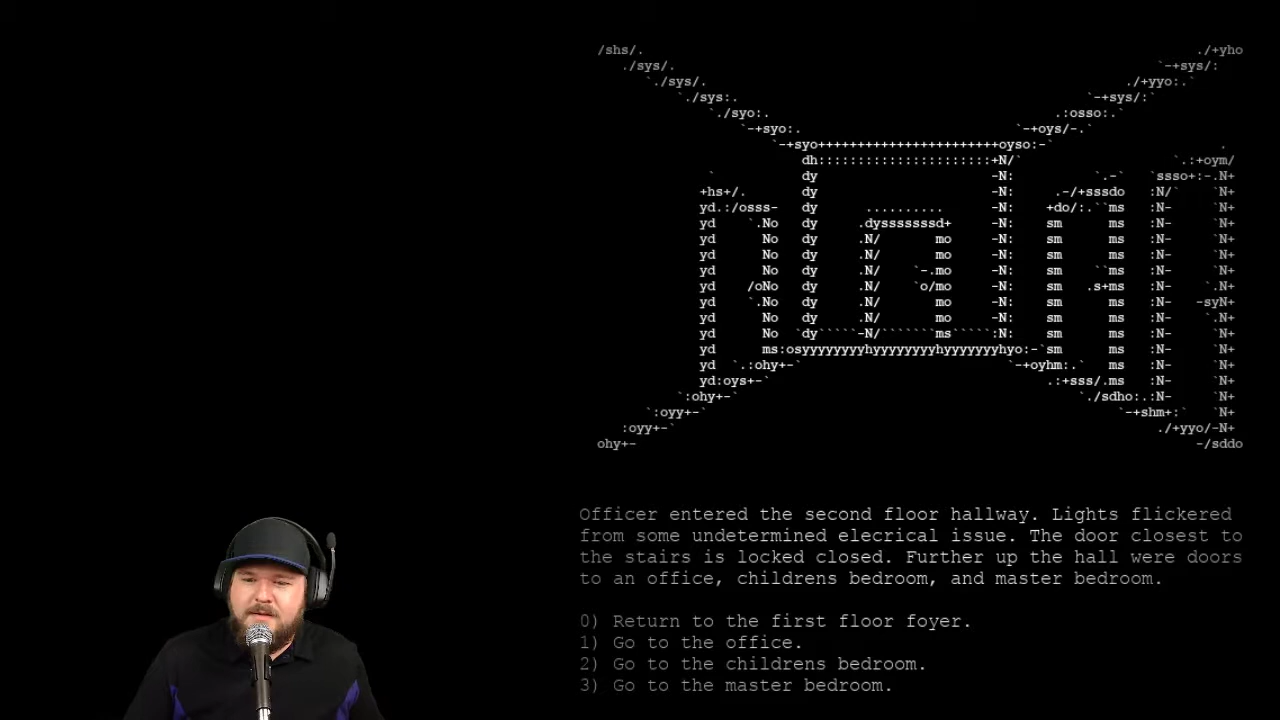 Officer entered the second floor hallway. Lights flickered
from some undetermined elecrical issue. The door closest to
the stairs is locked closed. Further up the hall were doors
to an office, childrens bedroom, and master bedroom.
0) Return to the first floor foyer.
1) Go to the office.
2) Go to the childrens bedroom.
3) Go to the master bedroom.